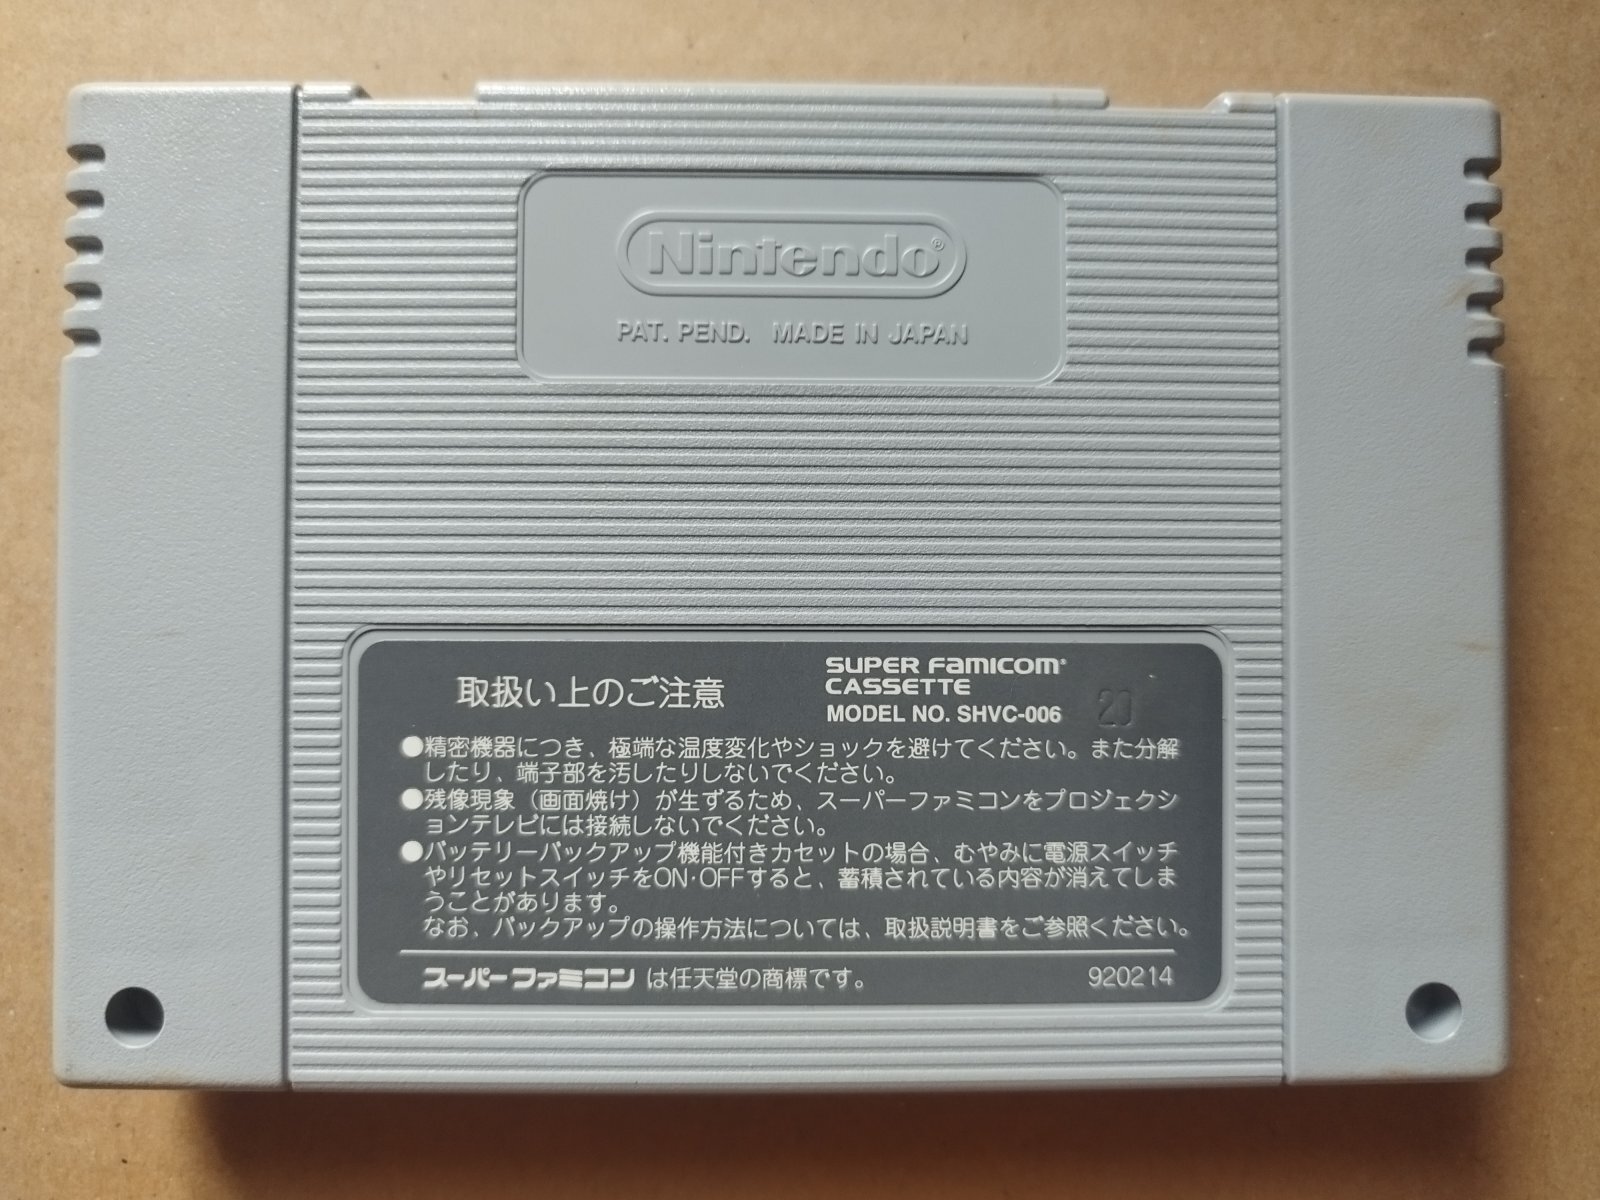 Nintendo®
PAT. PEND. MADE IN JAPAN
取扱い上のご注意
SUPER FAMICOM®
CASSETTE
MODEL NO. SHVC-006
20
●精密機器につき、極端な温度変化やショックを避けてください。また分解
したり、端子部を汚したりしないでください。
●残像現象（画面焼け）が生ずるため、スーパーファミコンをプロジェクシ
ョンテレビには接続しないでください。
●バッテリーバックアップ機能付きカセットの場合、むやみに電源スイッチ
やリセットスイッチをON・OFFすると、蓄積されている内容が消えてしま
うことがあります。
なお、バックアップの操作方法については、取扱説明書をご参照ください。
スーパーファミコン は任天堂の商標です。
920214